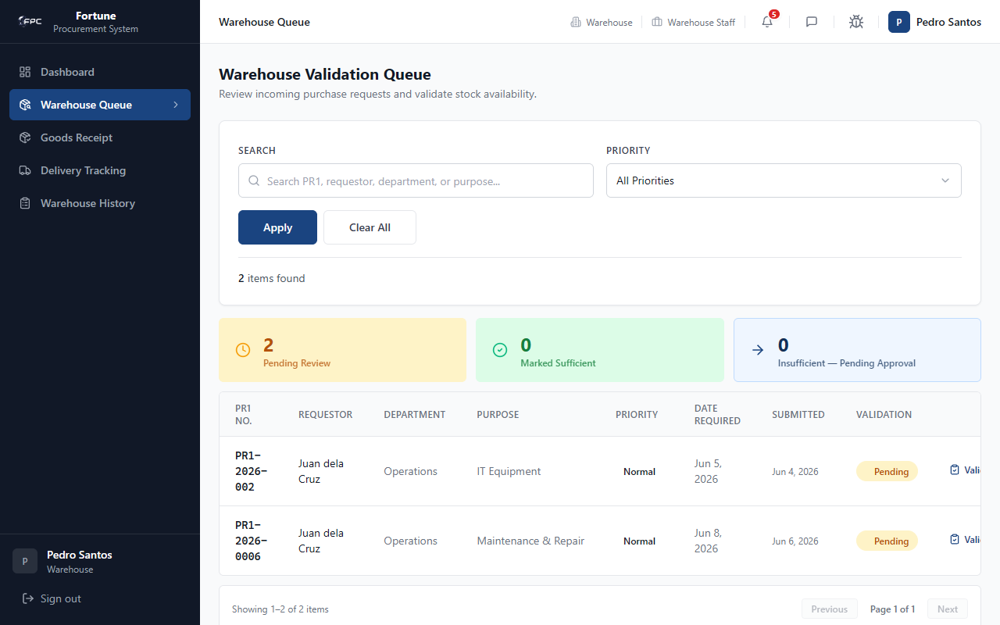 FPC
Fortune
Procurement System
Dashboard
Warehouse Queue
Goods Receipt
Delivery Tracking
Warehouse History
P
Pedro Santos
Warehouse
Sign out
Warehouse Queue
Warehouse
Warehouse Staff
5
P
Pedro Santos
Warehouse Validation Queue
Review incoming purchase requests and validate stock availability.
SEARCH
PRIORITY
Search PR1, requestor, department, or purpose...
All Priorities
Apply
Clear All
2 items found
2
Pending Review
0
Marked Sufficient
0
Insufficient — Pending Approval
PR1 NO.
REQUESTOR
DEPARTMENT
PURPOSE
PRIORITY
DATE REQUIRED
SUBMITTED
VALIDATION
PR1-2026-002
Juan dela Cruz
Operations
IT Equipment
Normal
Jun 5, 2026
Jun 4, 2026
Pending
Vali
PR1-2026-0006
Juan dela Cruz
Operations
Maintenance & Repair
Normal
Jun 8, 2026
Jun 6, 2026
Pending
Vali
Showing 1–2 of 2 items
Previous
Page 1 of 1
Next